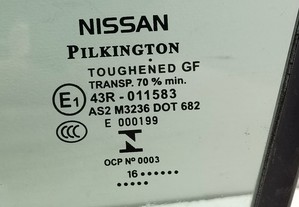 NISSAN
PILKINGTON
TOUGHENED GF
TRANSP. 70 % min.
E1 43R - 011583
AS2 M3236 DOT 682
E 000199
CCC
OCP Nº 0003
16 ••••••
•••••••